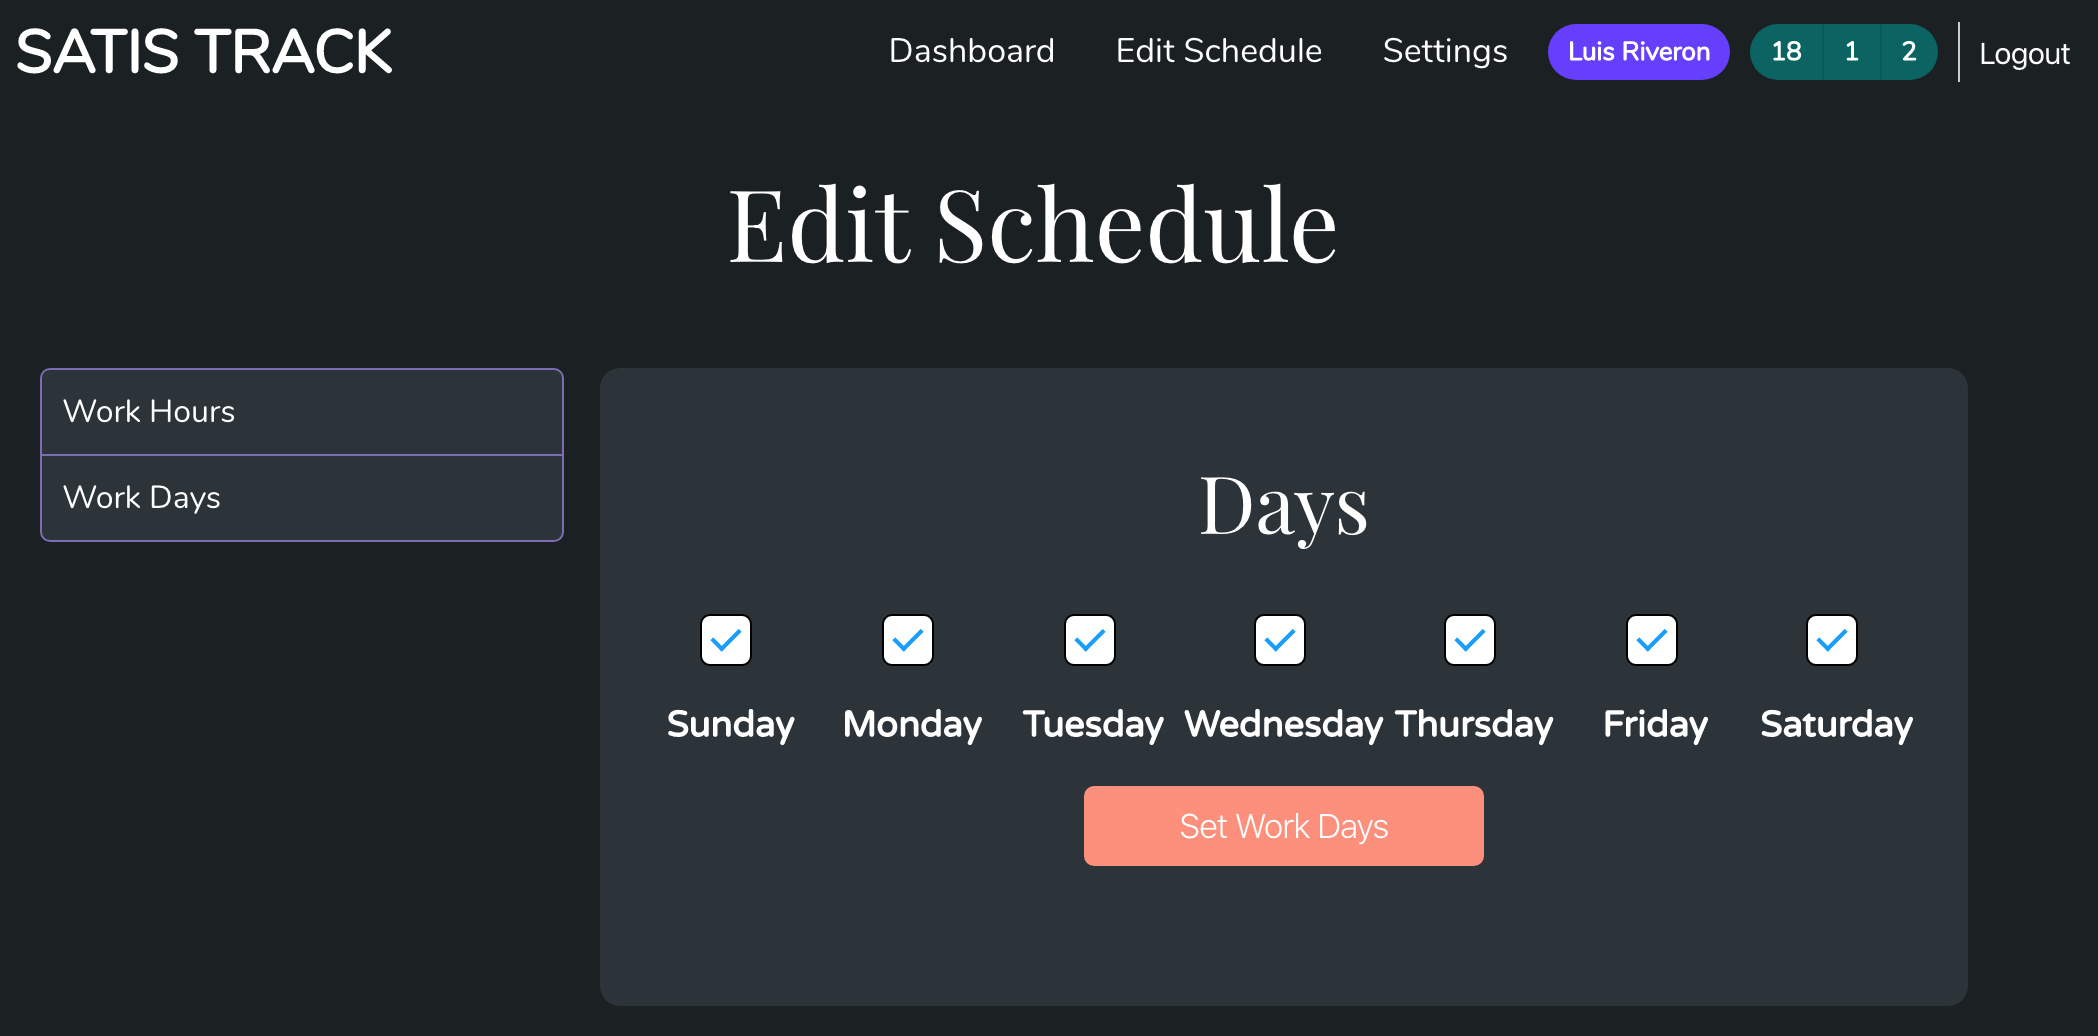 SATIS TRACK Dashboard Edit Schedule Settings Luis Riveron 18 1 2 Logout
Edit Schedule
Work Hours
Work Days
Days
Sunday Monday Tuesday Wednesday Thursday Friday Saturday
Set Work Days